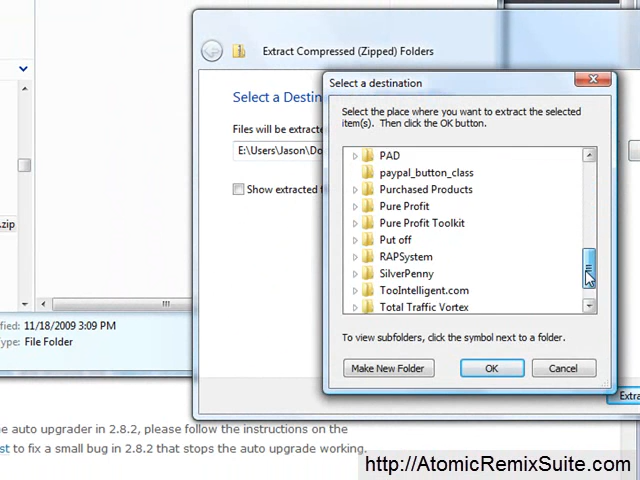 Extract Compressed (Zipped) Folders
Select a destination
Select a Destin
Select the place where you want to extract the selected
item(s). Then click the OK button.
Files will be extracte
E:\Users\Jason\Do
Show extracted f
PAD
paypal_button_class
Purchased Products
Pure Profit
Pure Profit Toolkit
Put off
RAPSystem
SilverPenny
TooIntelligent.com
Total Traffic Vortex
.zip
To view subfolders, click the symbol next to a folder.
Make New Folder
OK
Cancel
ified: 11/18/2009 3:09 PM
Type: File Folder
Extra
e auto upgrader in 2.8.2, please follow the instructions on the
st to fix a small bug in 2.8.2 that stops the auto upgrade working.
http://AtomicRemixSuite.com